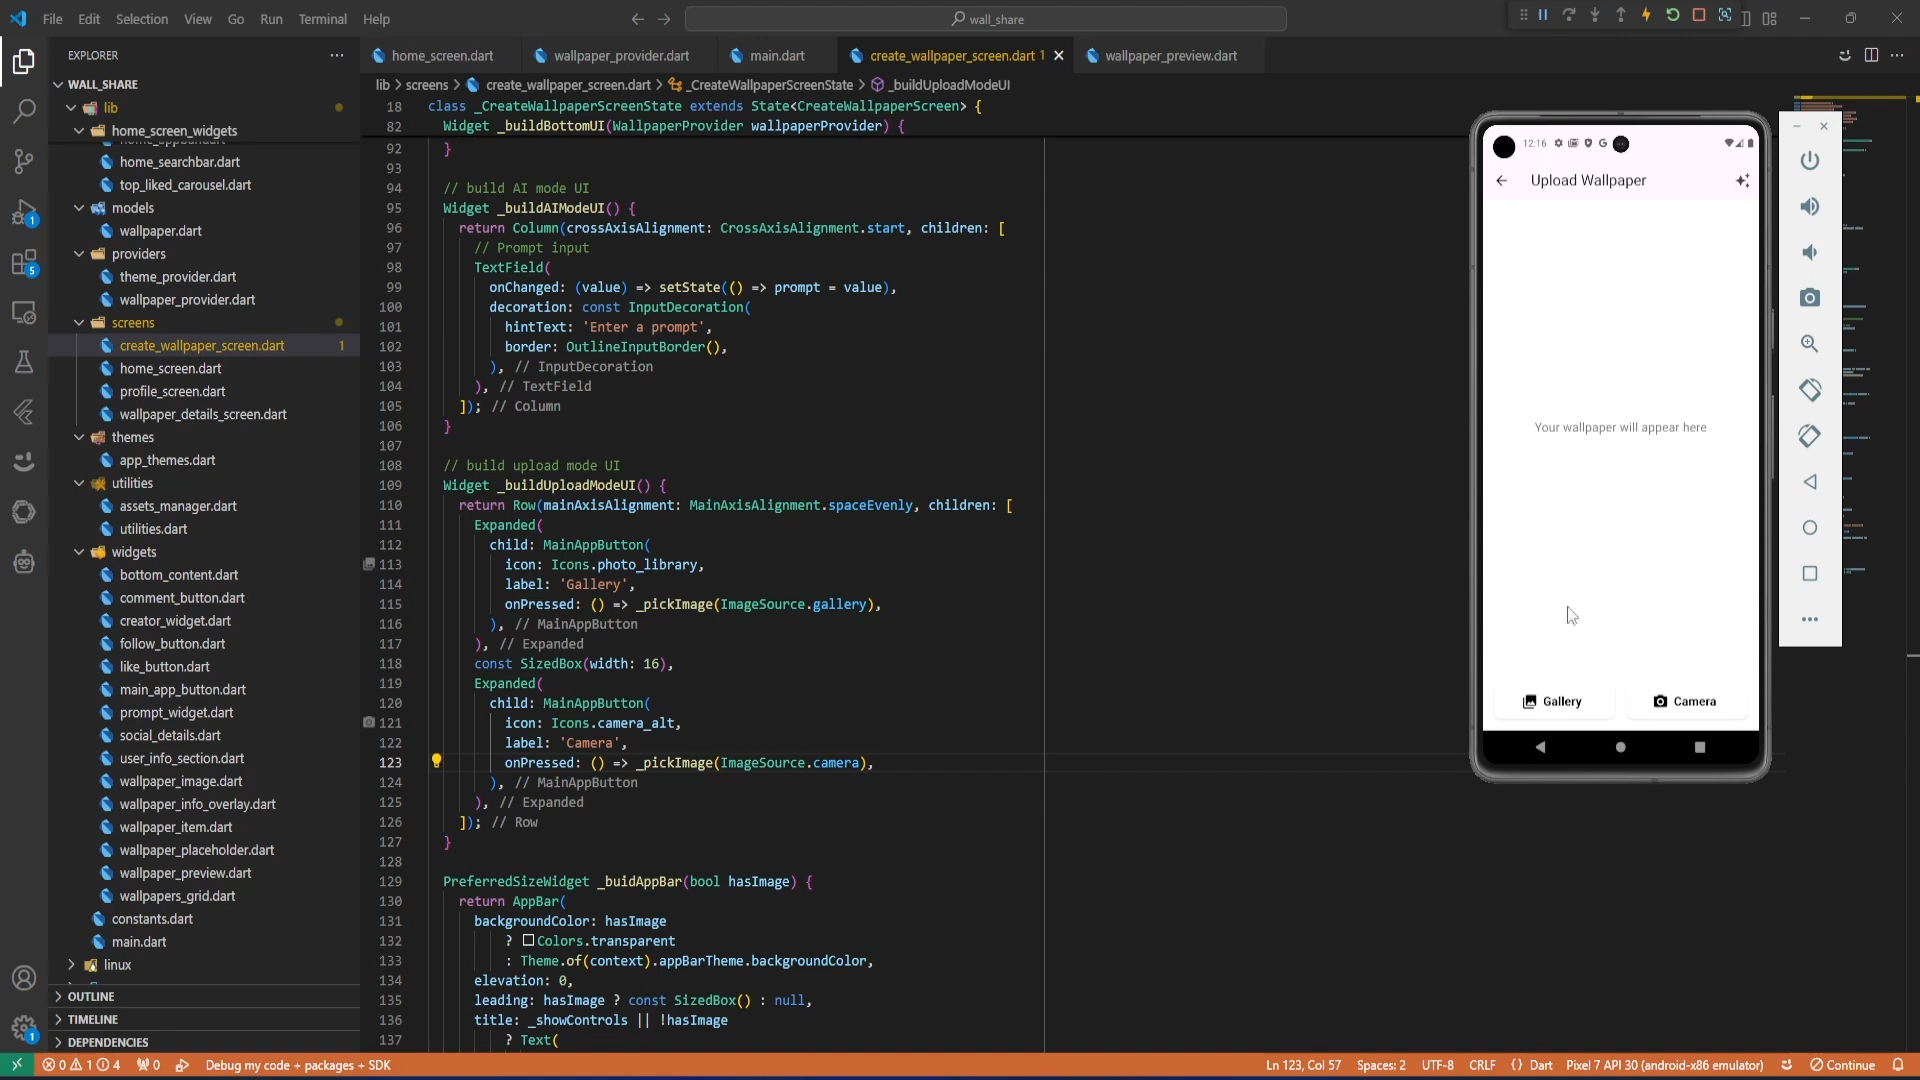 File Edit Selection View Go Run Terminal Help
wall_share
EXPLORER
WALL_SHARE
lib
home_screen_widgets
home_searchbar.dart
top_liked_carousel.dart
models
wallpaper.dart
providers
theme_provider.dart
wallpaper_provider.dart
screens
create_wallpaper_screen.dart 1
home_screen.dart
profile_screen.dart
wallpaper_details_screen.dart
themes
app_themes.dart
utilities
assets_manager.dart
utilities.dart
widgets
bottom_content.dart
comment_button.dart
creator_widget.dart
follow_button.dart
like_button.dart
main_app_button.dart
prompt_widget.dart
social_details.dart
user_info_section.dart
wallpaper_image.dart
wallpaper_info_overlay.dart
wallpaper_item.dart
wallpaper_placeholder.dart
wallpaper_preview.dart
wallpapers_grid.dart
constants.dart
main.dart
linux
OUTLINE
TIMELINE
DEPENDENCIES
1
5
1
home_screen.dart wallpaper_provider.dart main.dart create_wallpaper_screen.dart 1 wallpaper_preview.dart
lib > screens > create_wallpaper_screen.dart > _CreateWallpaperScreenState > _buildUploadModeUI
18 class _CreateWallpaperScreenState extends State<CreateWallpaperScreen> {
82 Widget _buildBottomUI(WallpaperProvider wallpaperProvider) {
92 }
93
94 // build AI mode UI
95 Widget _buildAIModeUI() {
96 return Column(crossAxisAlignment: CrossAxisAlignment.start, children: [
97 // Prompt input
98 TextField(
99 onChanged: (value) => setState(() => prompt = value),
100 decoration: const InputDecoration(
101 hintText: 'Enter a prompt',
102 border: OutlineInputBorder(),
103 ), // InputDecoration
104 ), // TextField
105 ]); // Column
106 }
107
108 // build upload mode UI
109 Widget _buildUploadModeUI() {
110 return Row(mainAxisAlignment: MainAxisAlignment.spaceEvenly, children: [
111 Expanded(
112 child: MainAppButton(
113 icon: Icons.photo_library,
114 label: 'Gallery',
115 onPressed: () => _pickImage(ImageSource.gallery),
116 ), // MainAppButton
117 ), // Expanded
118 const SizedBox(width: 16),
119 Expanded(
120 child: MainAppButton(
121 icon: Icons.camera_alt,
122 label: 'Camera',
123 onPressed: () => _pickImage(ImageSource.camera),
124 ), // MainAppButton
125 ), // Expanded
126 ]); // Row
127 }
128
129 PreferredSizeWidget _buidAppBar(bool hasImage) {
130 return AppBar(
131 backgroundColor: hasImage
132 ? Colors.transparent
133 : Theme.of(context).appBarTheme.backgroundColor,
134 elevation: 0,
135 leading: hasImage ? const SizedBox() : null,
136 title: _showControls || !hasImage
137 ? Text(
12:16
Upload Wallpaper
Your wallpaper will appear here
Gallery Camera
0 1 4 0 Debug my code + packages + SDK Ln 123, Col 57 Spaces: 2 UTF-8 CRLF {} Dart Pixel 7 API 30 (android-x86 emulator) Continue